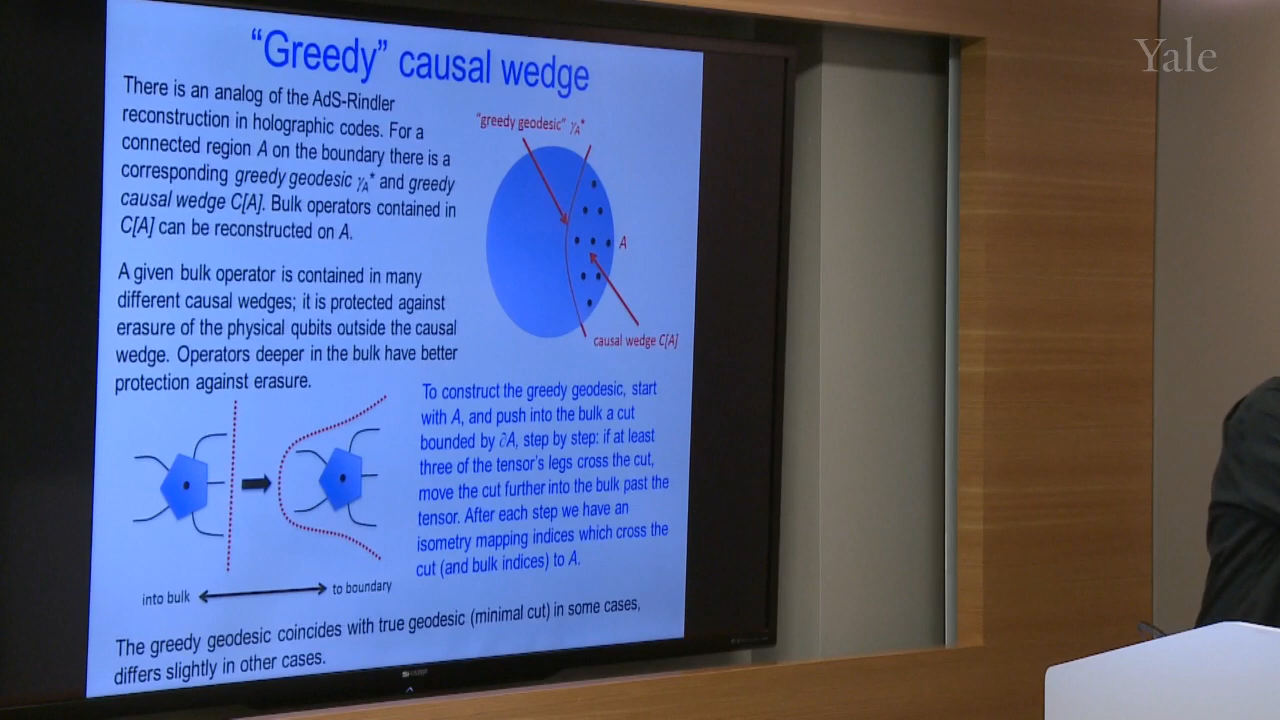 "Greedy" causal wedge
There is an analog of the AdS-Rindler
reconstruction in holographic codes. For a
connected region A on the boundary there is a
corresponding greedy geodesic γA* and greedy
causal wedge C[A]. Bulk operators contained in
C[A] can be reconstructed on A.
A given bulk operator is contained in many
different causal wedges; it is protected against
erasure of the physical qubits outside the causal
wedge. Operators deeper in the bulk have better
protection against erasure.
"greedy geodesic" γA*
A
causal wedge C[A]
To construct the greedy geodesic, start
with A, and push into the bulk a cut
bounded by ∂A, step by step: if at least
three of the tensor's legs cross the cut,
move the cut further into the bulk past the
tensor. After each step we have an
isometry mapping indices which cross the
cut (and bulk indices) to A.
into bulk
to boundary
The greedy geodesic coincides with true geodesic (minimal cut) in some cases,
differs slightly in other cases.
SHARP
Yale